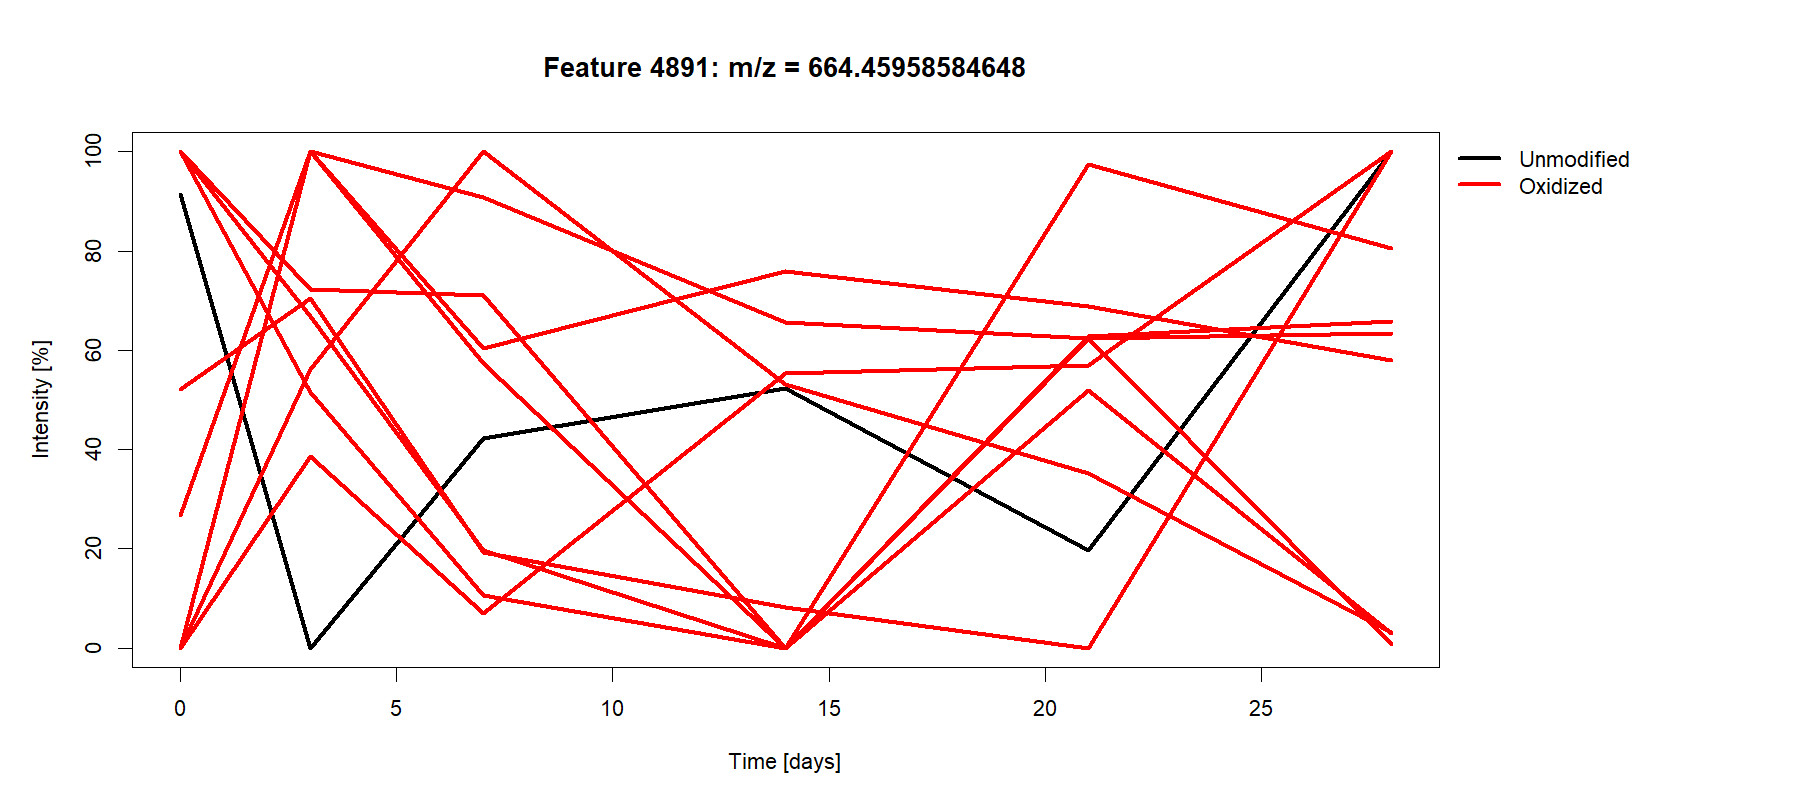 Feature 4891: m/z = 664.45958584648
Unmodified
Oxidized
Intensity [%]
100
80
60
40
20
0
0 5 10 15 20 25
Time [days]